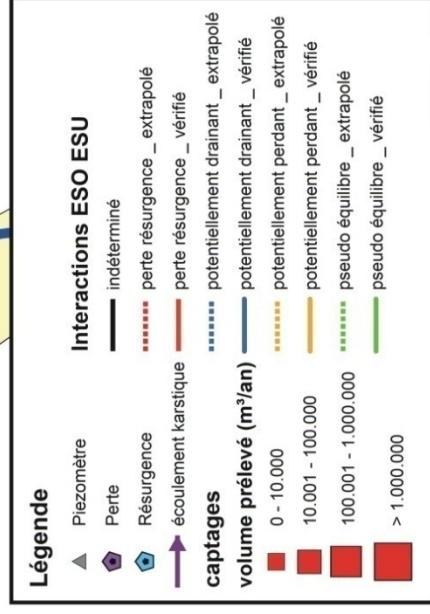 Légende
Piezomètre
Perte
Résurgence
écoulement karstique
captages
volume prélevé (m³/an)
0 - 10.000
10.001 - 100.000
100.001 - 1.000.000
> 1.000.000
Interactions ESO ESU
indéterminé
perte résurgence _ extrapolé
perte résurgence _ vérifié
potentiellement drainant _ extrapolé
potentiellement drainant _ vérifié
potentiellement perdant _ extrapolé
potentiellement perdant _ vérifié
pseudo équilibre _ extrapolé
pseudo équilibre _ vérifié